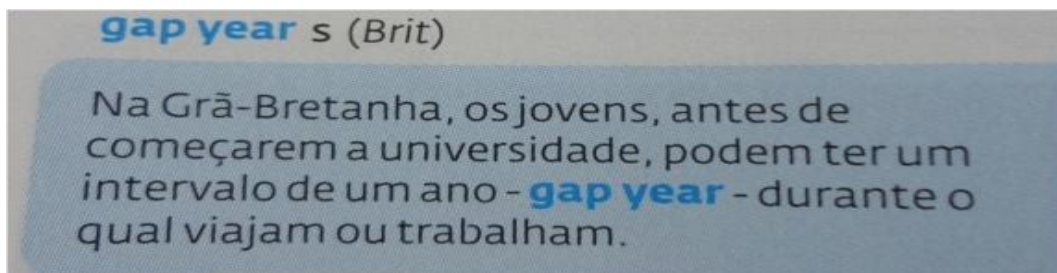 gap year s (Brit)
Na Grã-Bretanha, os jovens, antes de
começarem a universidade, podem ter um
intervalo de um ano - gap year - durante o
qual viajam ou trabalham.